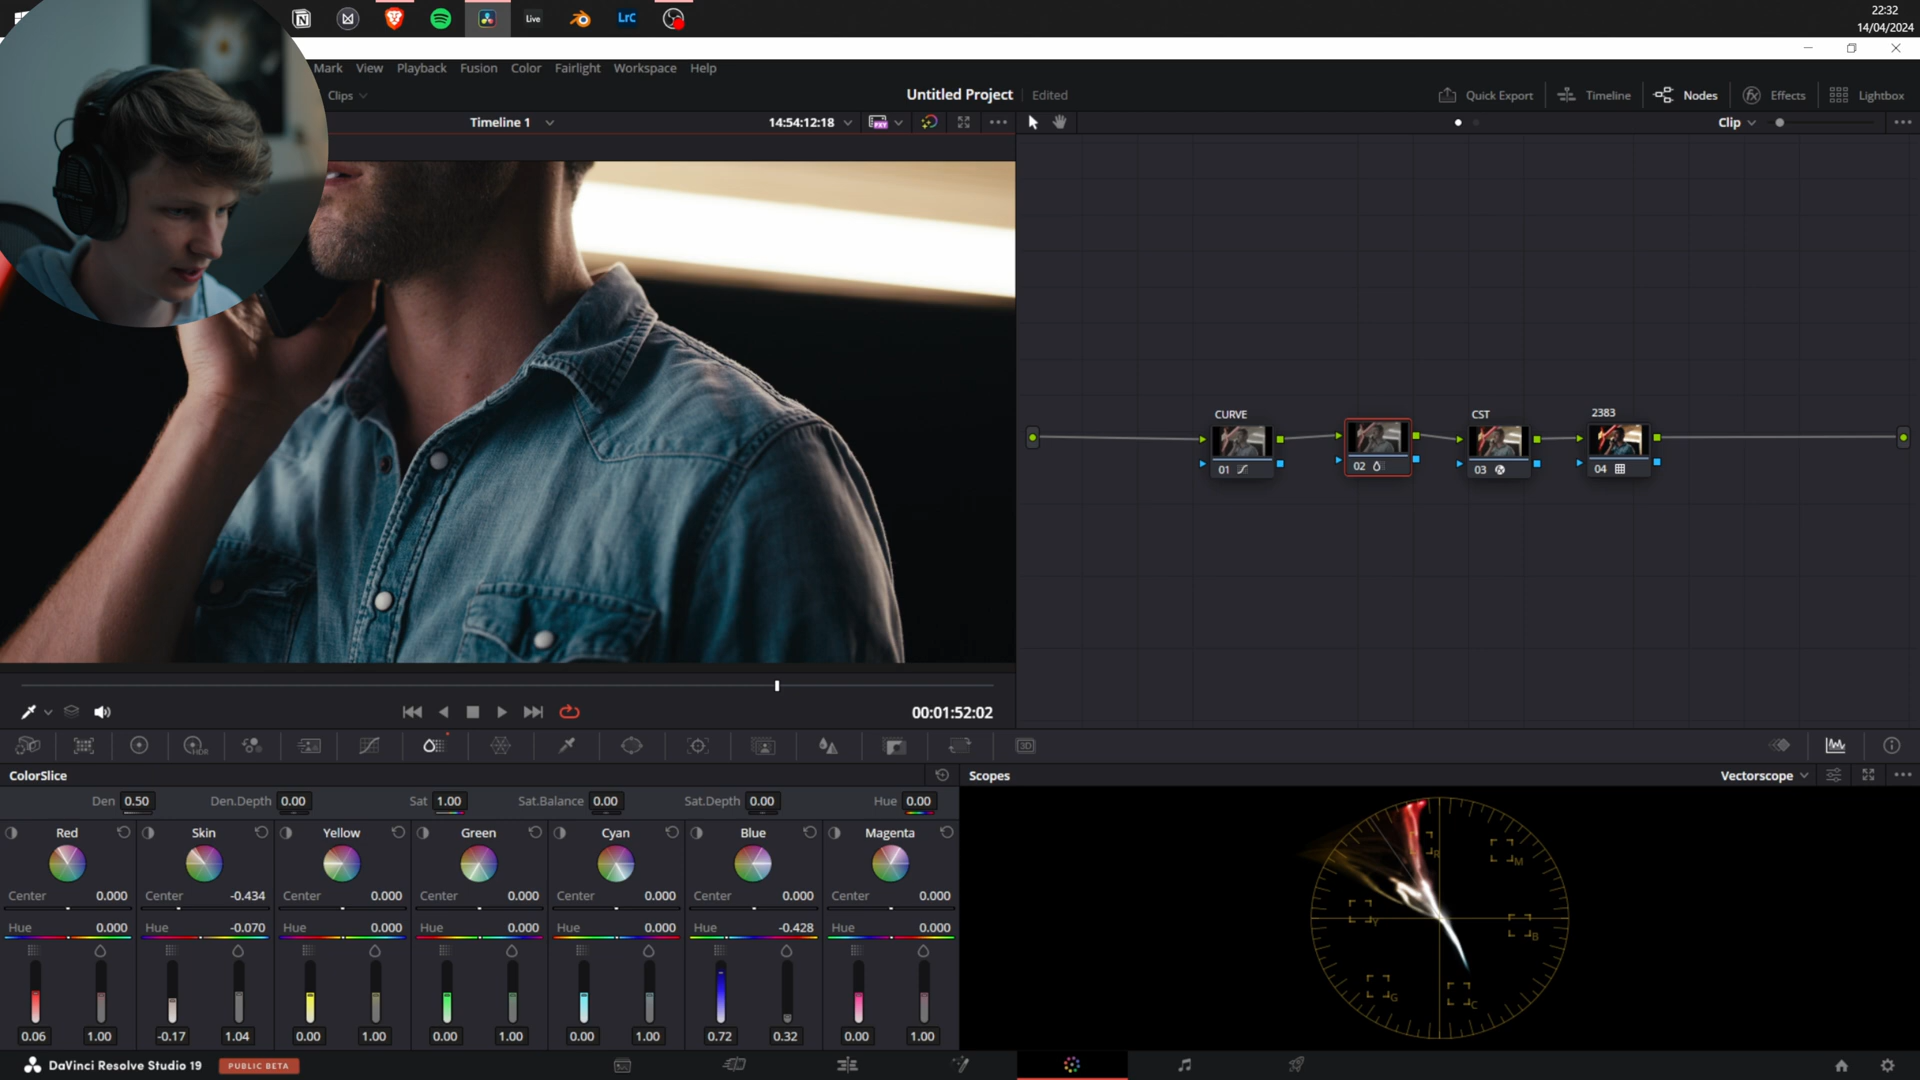 Live
LrC
22:32
14/04/2024
Mark View Playback Fusion Color Fairlight Workspace Help
Clips
Untitled Project Edited
Quick Export Timeline Nodes Effects Lightbox
Timeline 1
14:54:12:18
Clip
CURVE
01
02
CST
03
2383
04
00:01:52:02
HDR
3D
ColorSlice
Scopes
Vectorscope
Den 0.50 Den.Depth 0.00 Sat 1.00 Sat.Balance 0.00 Sat.Depth 0.00 Hue 0.00
Red Skin Yellow Green Cyan Blue Magenta
Center 0.000 Center -0.434 Center 0.000 Center 0.000 Center 0.000 Center 0.000 Center 0.000
Hue 0.000 Hue -0.070 Hue 0.000 Hue 0.000 Hue 0.000 Hue -0.428 Hue 0.000
0.06 1.00 -0.17 1.04 0.00 1.00 0.00 1.00 0.00 1.00 0.72 0.32 0.00 1.00
R
M
Y
B
G
C
DaVinci Resolve Studio 19 PUBLIC BETA